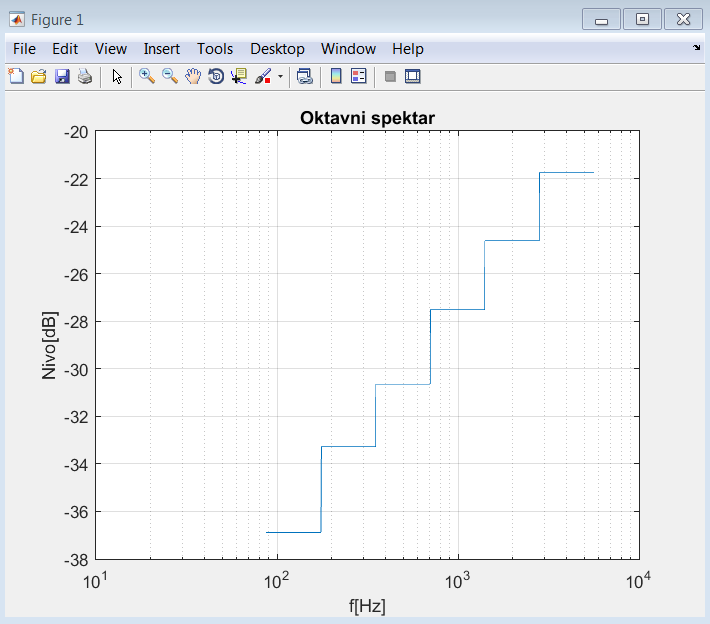 Figure 1
File Edit View Insert Tools Desktop Window Help
Oktavni spektar
-20
-22
-24
-26
-28
-30
-32
-34
-36
-38
Nivo[dB]
10^1 10^2 10^3 10^4
f[Hz]